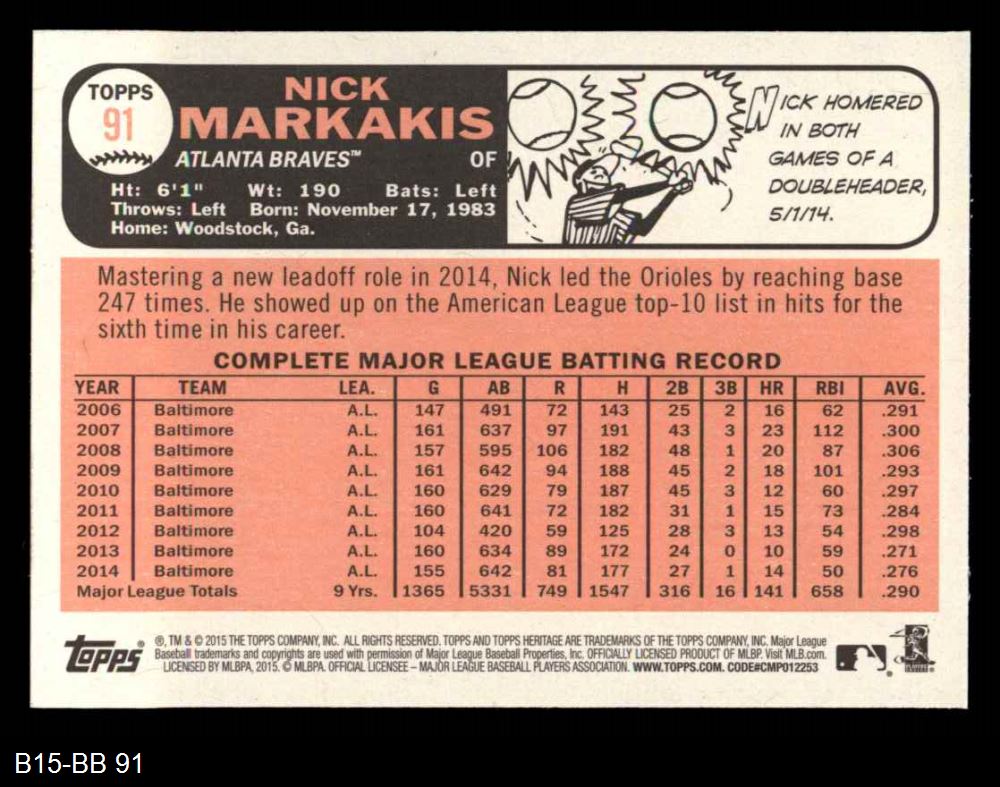 TOPPS
91
NICK
MARKAKIS
ATLANTA BRAVES™ OF
Ht: 6'1" Wt: 190 Bats: Left
Throws: Left Born: November 17, 1983
Home: Woodstock, Ga.
NICK HOMERED
IN BOTH
GAMES OF A
DOUBLEHEADER,
5/1/14.
Mastering a new leadoff role in 2014, Nick led the Orioles by reaching base
247 times. He showed up on the American League top-10 list in hits for the
sixth time in his career.
COMPLETE MAJOR LEAGUE BATTING RECORD
YEAR TEAM LEA. G AB R H 2B 3B HR RBI AVG.
2006 Baltimore A.L. 147 491 72 143 25 2 16 62 .291
2007 Baltimore A.L. 161 637 97 191 43 3 23 112 .300
2008 Baltimore A.L. 157 595 106 182 48 1 20 87 .306
2009 Baltimore A.L. 161 642 94 188 45 2 18 101 .293
2010 Baltimore A.L. 160 629 79 187 45 3 12 60 .297
2011 Baltimore A.L. 160 641 72 182 31 1 15 73 .284
2012 Baltimore A.L. 104 420 59 125 28 3 13 54 .298
2013 Baltimore A.L. 160 634 89 172 24 0 10 59 .271
2014 Baltimore A.L. 155 642 81 177 27 1 14 50 .276
Major League Totals 9 Yrs. 1365 5331 749 1547 316 16 141 658 .290
Topps®
®, TM & © 2015 THE TOPPS COMPANY, INC. ALL RIGHTS RESERVED. TOPPS AND TOPPS HERITAGE ARE TRADEMARKS OF THE TOPPS COMPANY, INC. Major League
Baseball trademarks and copyrights are used with permission of Major League Baseball Properties, Inc. OFFICIALLY LICENSED PRODUCT OF MLBP. Visit MLB.com.
LICENSED BY MLBPA, 2015. © MLBPA. OFFICIAL LICENSEE – MAJOR LEAGUE BASEBALL PLAYERS ASSOCIATION. WWW.TOPPS.COM. CODE#CMP012253
B15-BB 91